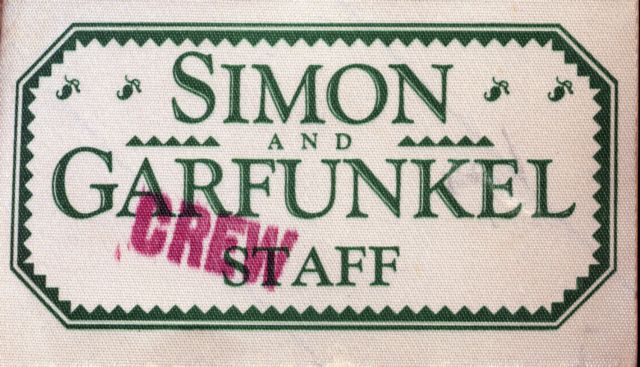 SIMON
AND
GARFUNKEL
CREW
STAFF